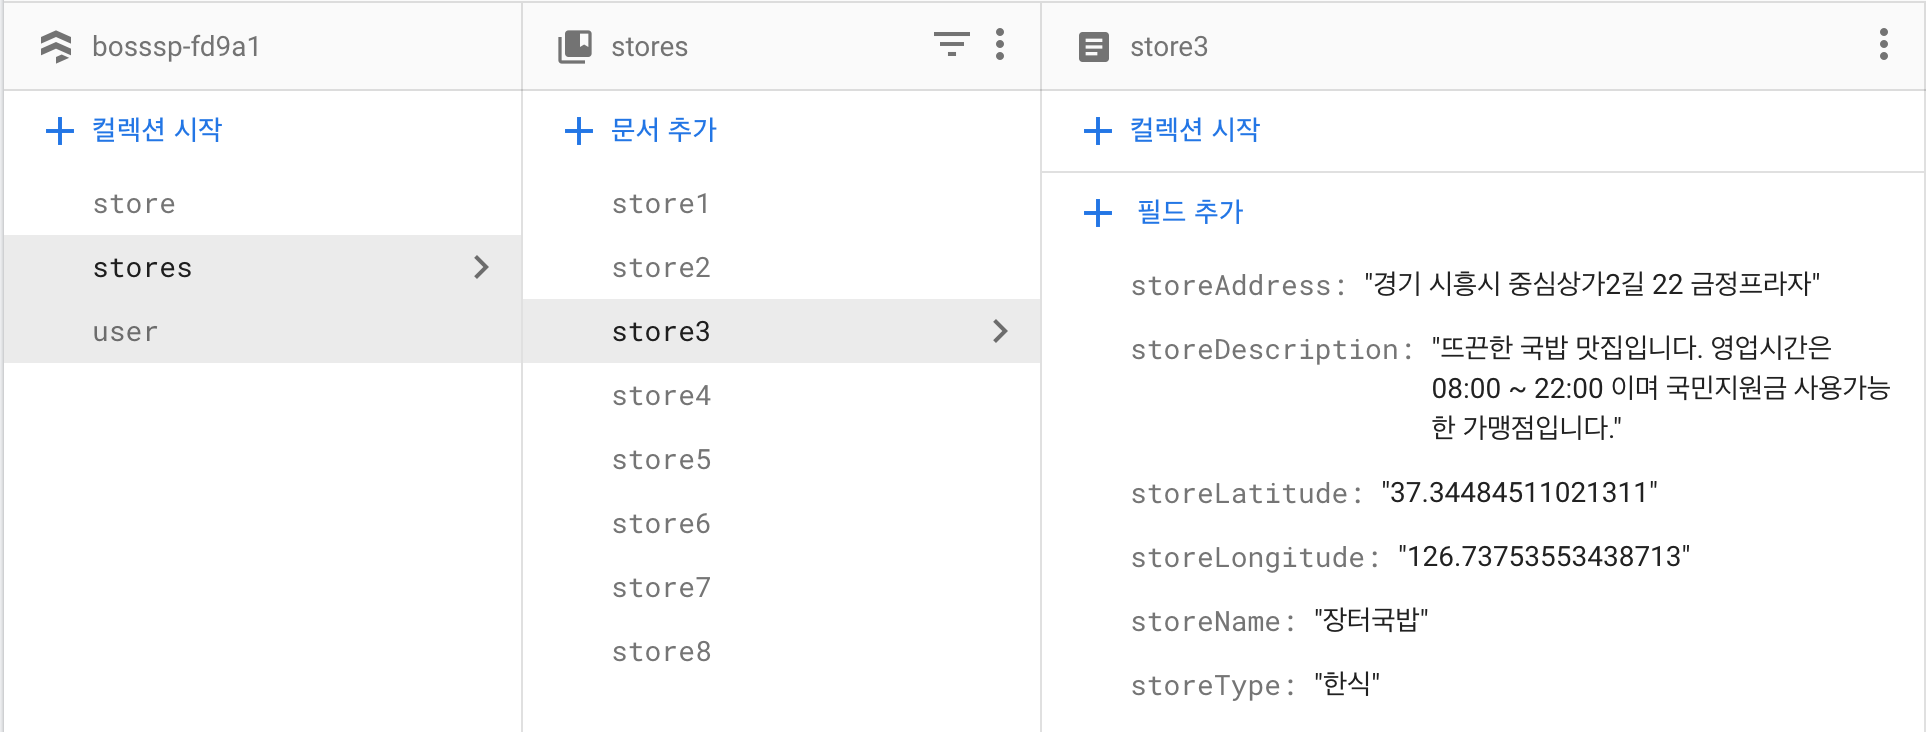 bosssp-fd9a1
컬렉션 시작
store
stores
user
stores
문서 추가
store1
store2
store3
store4
store5
store6
store7
store8
store3
컬렉션 시작
필드 추가
storeAddress: "경기 시흥시 중심상가2길 22 금정프라자"
storeDescription: "뜨끈한 국밥 맛집입니다. 영업시간은
08:00 ~ 22:00 이며 국민지원금 사용가능
한 가맹점입니다."
storeLatitude: "37.34484511021311"
storeLongitude: "126.73753553438713"
storeName: "장터국밥"
storeType: "한식"